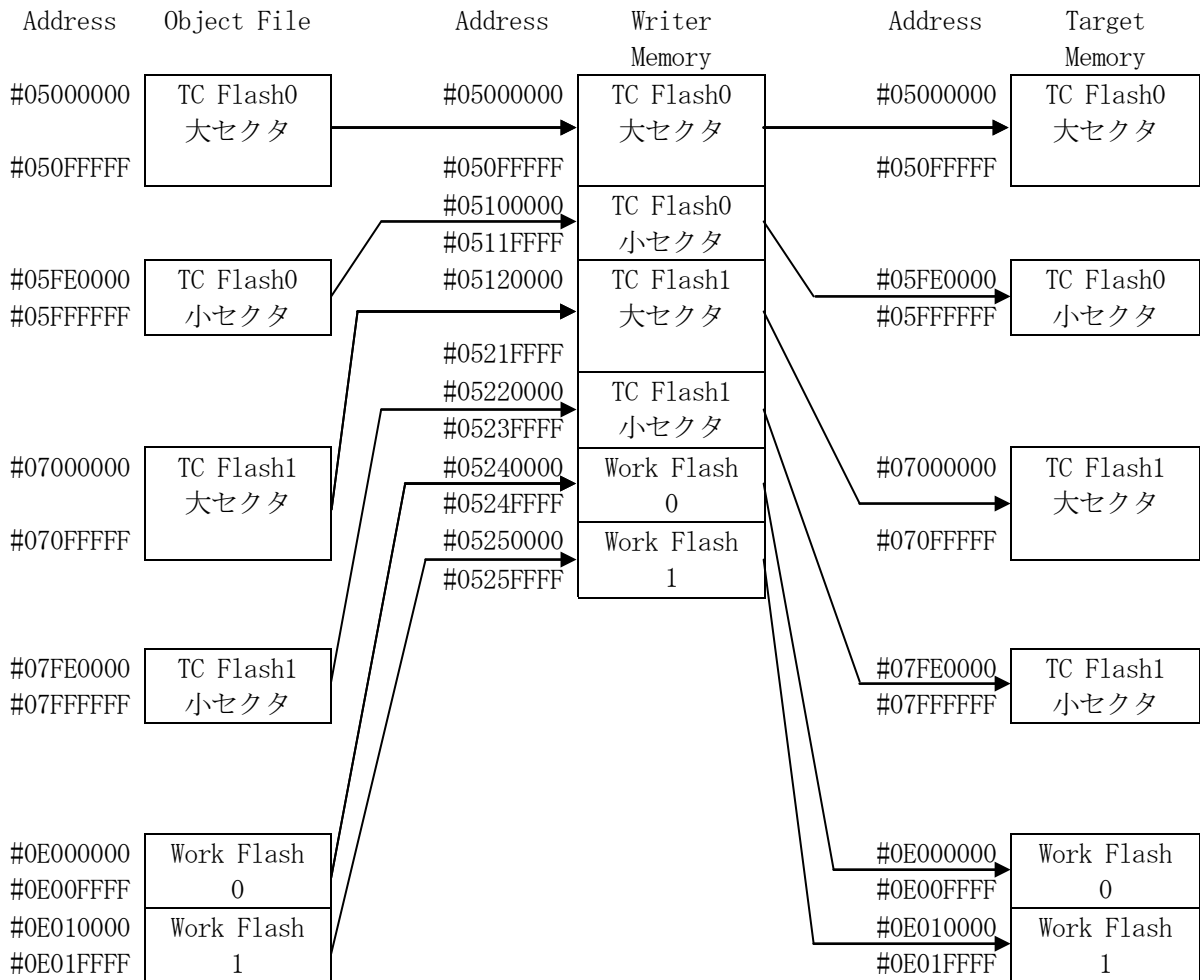 Address Object File Address Writer Memory Address Target Memory
#05000000 TC Flash0 #05000000 TC Flash0 #05000000 TC Flash0
大セクタ 大セクタ 大セクタ
#050FFFFF #050FFFFF #050FFFFF
#05100000 TC Flash0
#0511FFFF 小セクタ
#05FE0000 TC Flash0 #05120000 TC Flash1 #05FE0000 TC Flash0
#05FFFFFF 小セクタ 大セクタ #05FFFFFF 小セクタ
#0521FFFF
#05220000 TC Flash1
#0523FFFF 小セクタ
#07000000 TC Flash1 #05240000 Work Flash #07000000 TC Flash1
大セクタ #0524FFFF 0 大セクタ
#070FFFFF #05250000 Work Flash #070FFFFF
#0525FFFF 1
#07FE0000 TC Flash1 #07FE0000 TC Flash1
#07FFFFFF 小セクタ #07FFFFFF 小セクタ
#0E000000 Work Flash #0E000000 Work Flash
#0E00FFFF 0 #0E00FFFF 0
#0E010000 Work Flash #0E010000 Work Flash
#0E01FFFF 1 #0E01FFFF 1